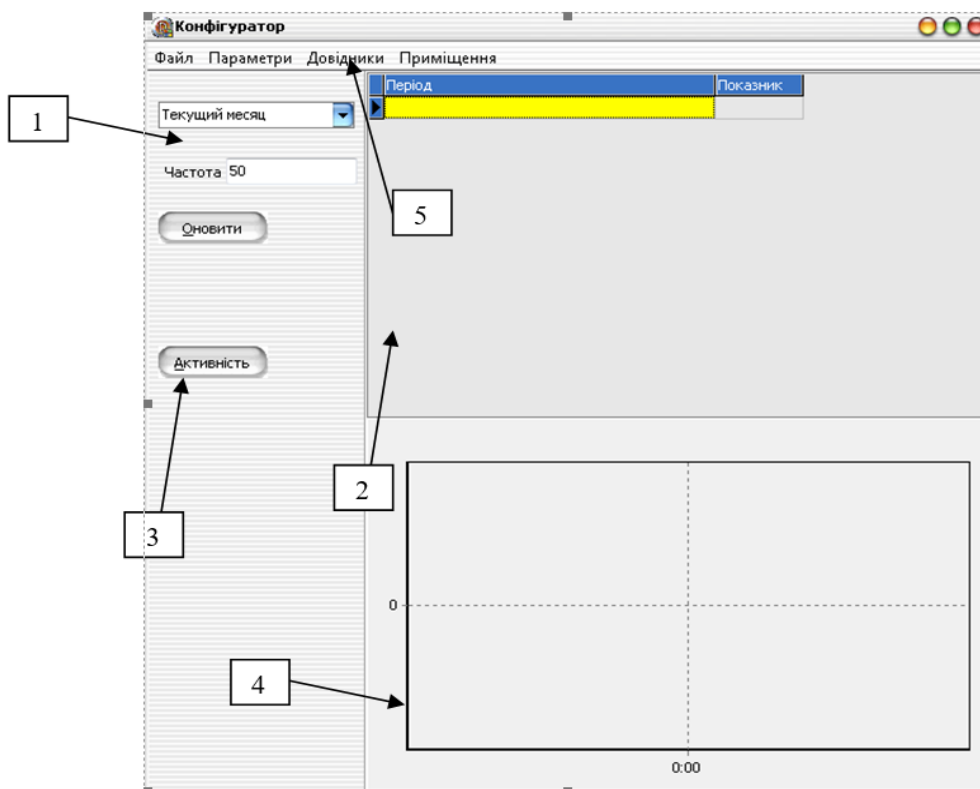 Конфігуратор
Файл Параметри Довідники Приміщення
Період Показник
1
Текущий месяц
Частота 50
5
Оновити
Активність
2
3
0
4
0:00